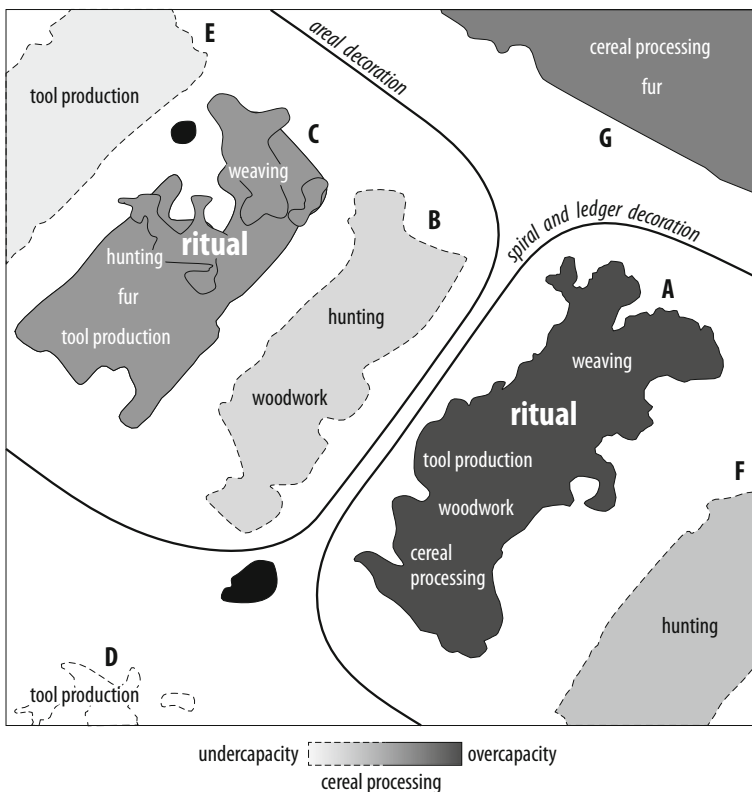 E
areal decoration
cereal processing
fur
tool production
C
G
weaving
B
spiral and ledger decoration
ritual
hunting
fur
tool production
hunting
A
weaving
woodwork
ritual
tool production
woodwork
F
cereal
processing
hunting
D
tool production
undercapacity
overcapacity
cereal processing